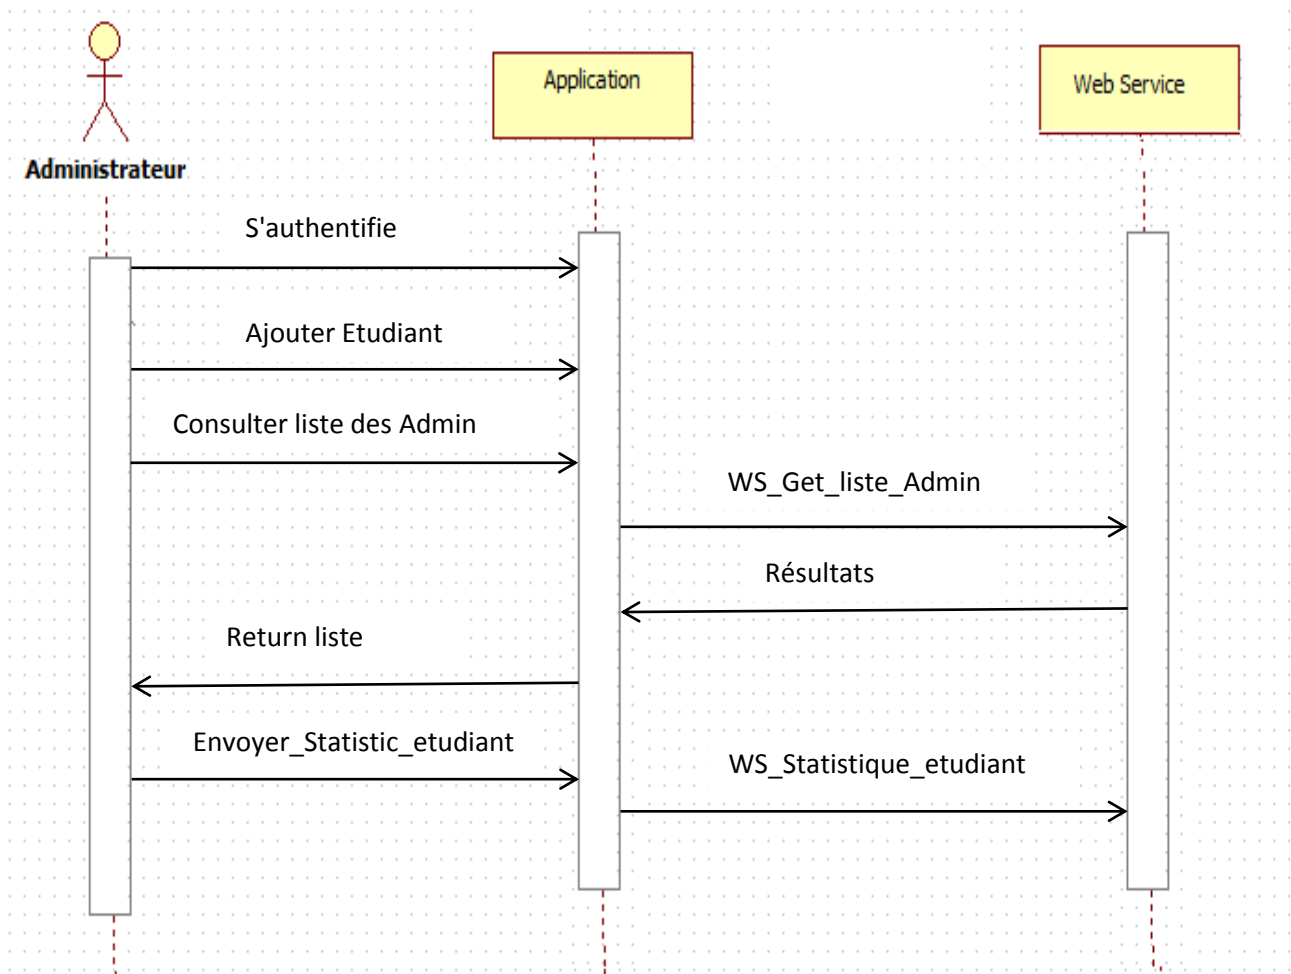 Application
Web Service
Administrateur
S'authentifie
Ajouter Etudiant
Consulter liste des Admin
WS_Get_liste_Admin
Résultats
Return liste
Envoyer_Statistic_etudiant
WS_Statistique_etudiant